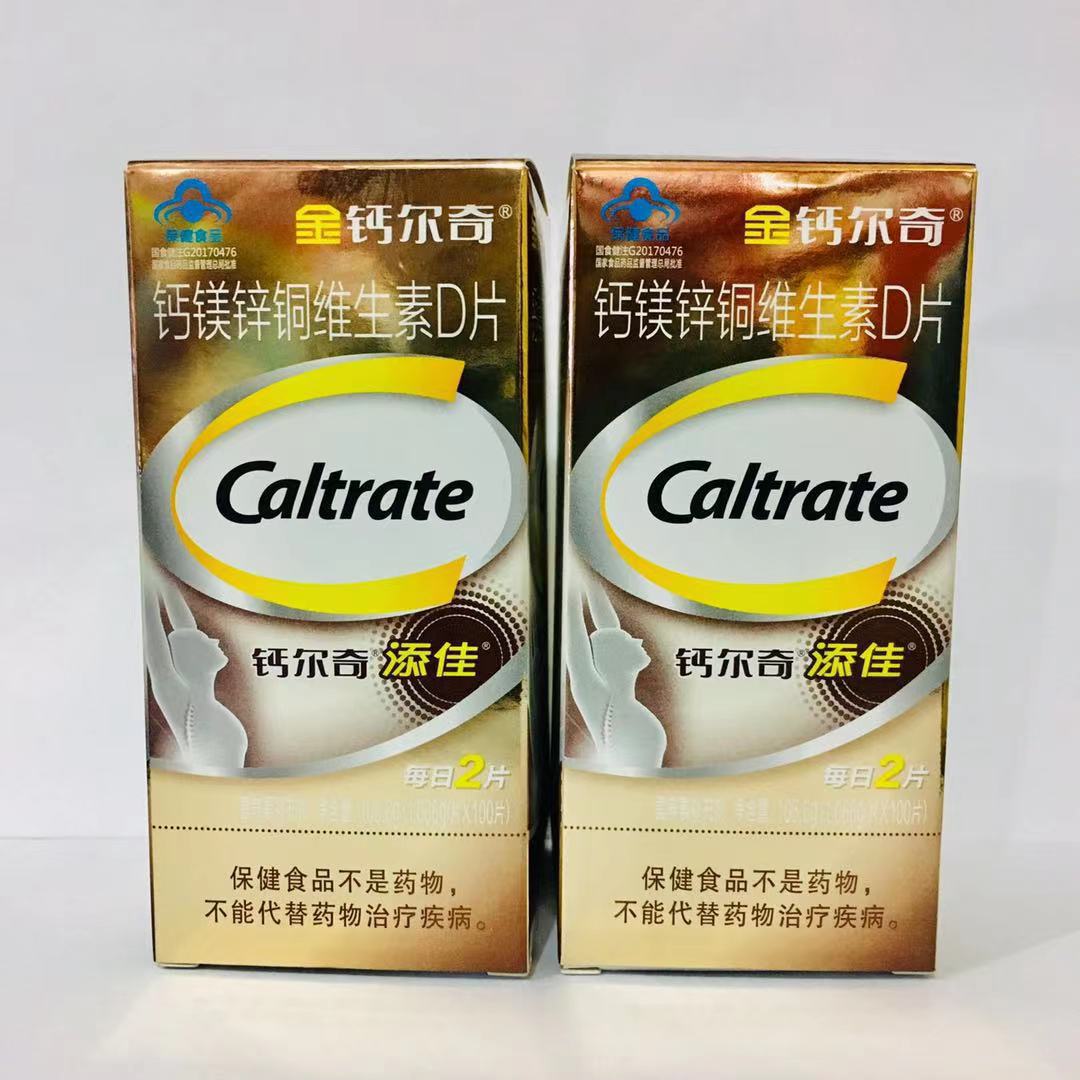 保健食品
国食健注G20170476
国家食品药品监督管理总局批准
金钙尔奇®
钙镁锌铜维生素D片
Caltrate
钙尔奇®添佳®
每日2片
保健食品不是药物，
不能代替药物治疗疾病。
保健食品
国食健注G20170476
国家食品药品监督管理总局批准
金钙尔奇®
钙镁锌铜维生素D片
Caltrate
钙尔奇®添佳®
每日2片
保健食品不是药物，
不能代替药物治疗疾病。